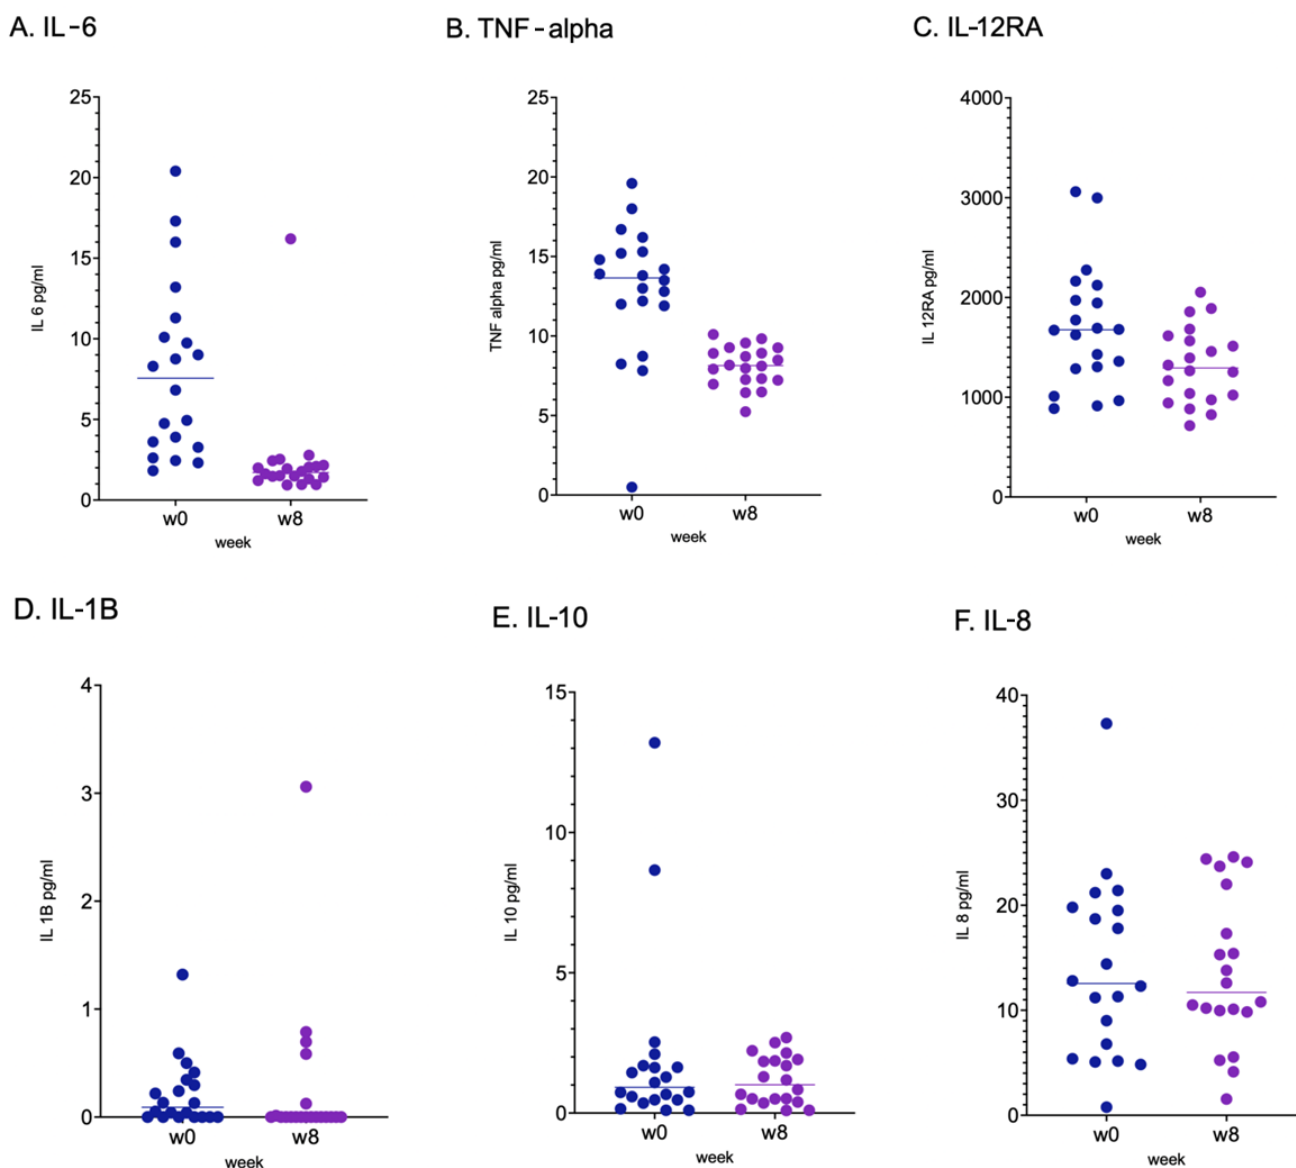 A. IL-6
25
20
15
10
5
0
IL 6 pg/ml
w0 w8
week
B. TNF-alpha
25
20
15
10
5
0
TNF alpha pg/ml
w0 w8
week
C. IL-12RA
4000
3000
2000
1000
0
IL 12RA pg/ml
w0 w8
week
D. IL-1B
4
3
2
1
0
IL 1B pg/ml
w0 w8
week
E. IL-10
15
10
5
0
IL 10 pg/ml
w0 w8
week
F. IL-8
40
30
20
10
0
IL 8 pg/ml
w0 w8
week